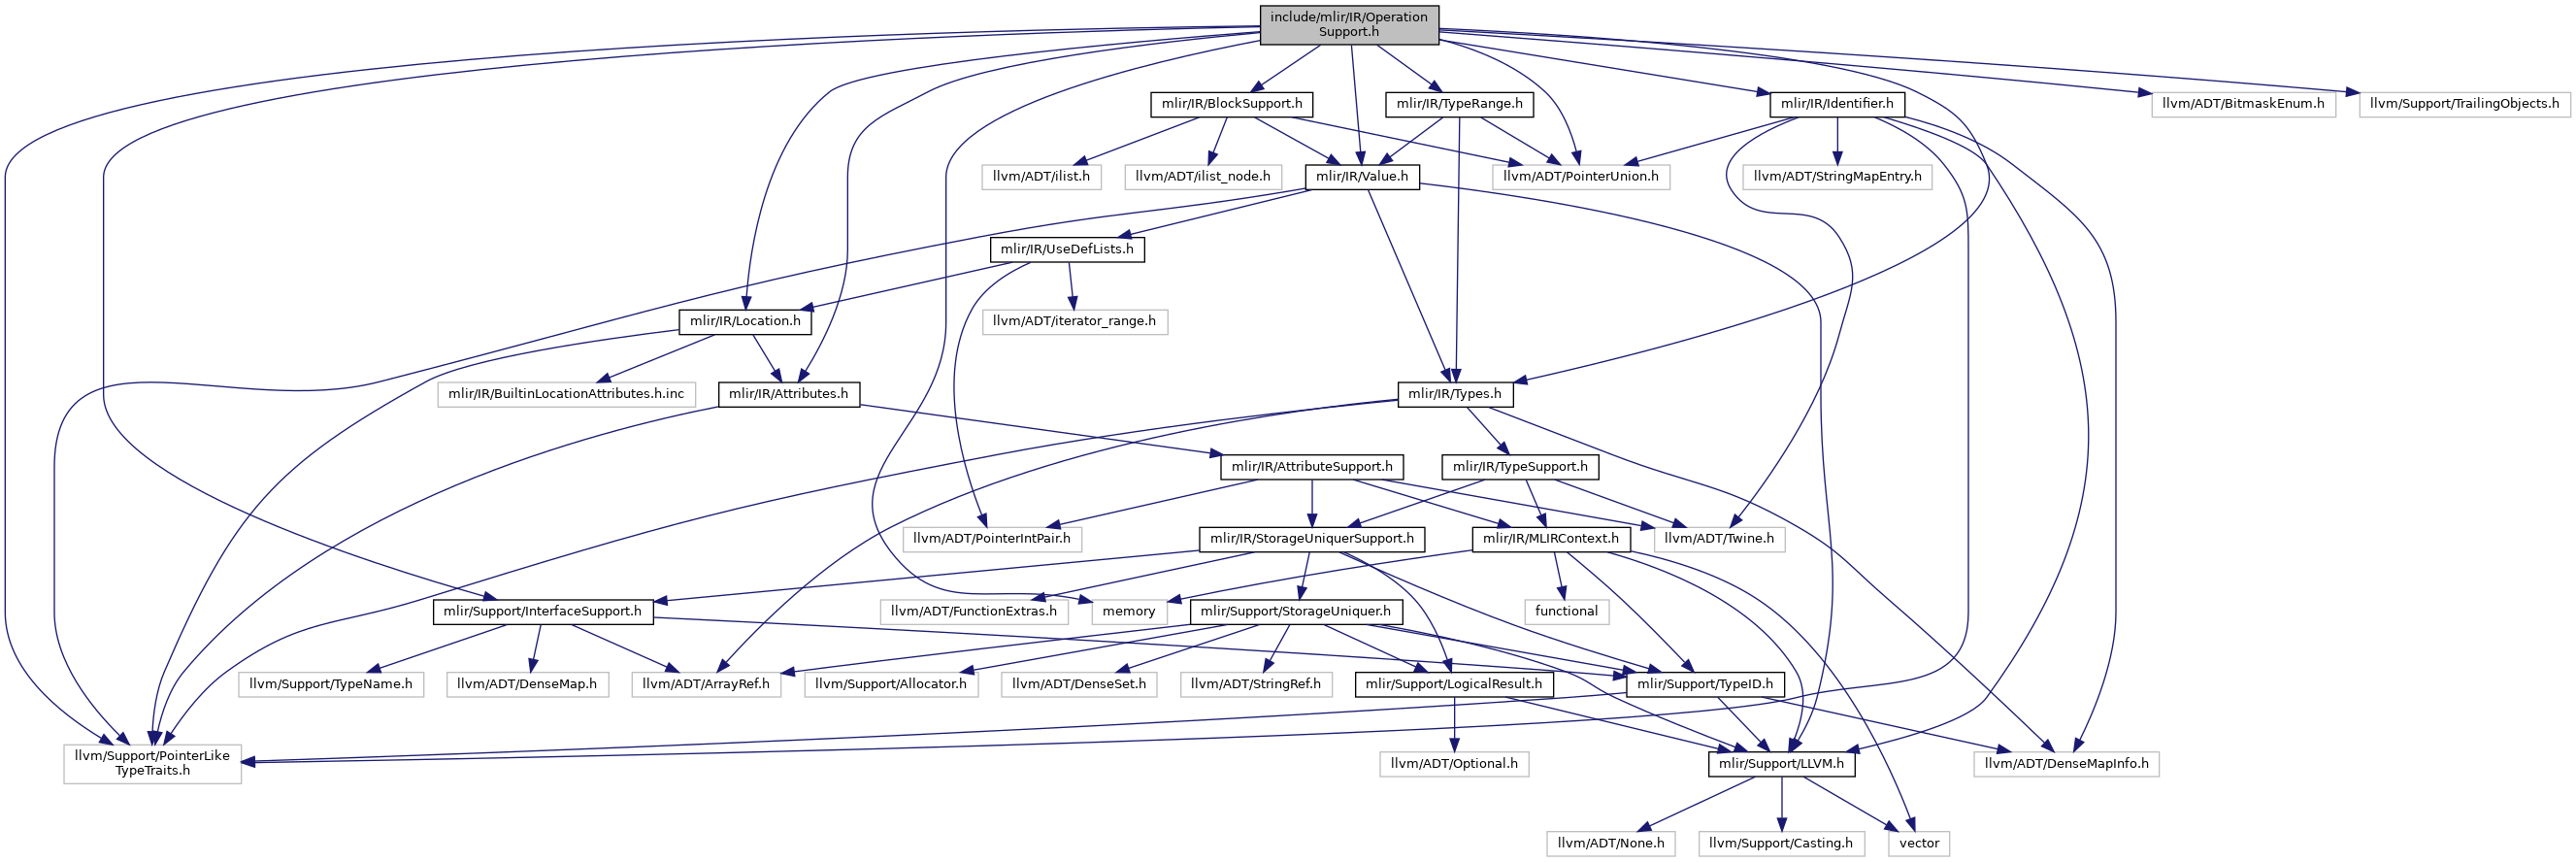 include/mlir/IR/Operation
Support.h
mlir/IR/BlockSupport.h
mlir/IR/TypeRange.h
mlir/IR/Identifier.h
llvm/ADT/BitmaskEnum.h
llvm/Support/TrailingObjects.h
llvm/ADT/ilist.h
llvm/ADT/ilist_node.h
mlir/IR/Value.h
llvm/ADT/PointerUnion.h
llvm/ADT/StringMapEntry.h
mlir/IR/UseDefLists.h
mlir/IR/Location.h
llvm/ADT/iterator_range.h
mlir/IR/BuiltinLocationAttributes.h.inc
mlir/IR/Attributes.h
mlir/IR/Types.h
mlir/IR/AttributeSupport.h
mlir/IR/TypeSupport.h
llvm/ADT/PointerIntPair.h
mlir/IR/StorageUniquerSupport.h
mlir/IR/MLIRContext.h
llvm/ADT/Twine.h
mlir/Support/InterfaceSupport.h
llvm/ADT/FunctionExtras.h
memory
mlir/Support/StorageUniquer.h
functional
llvm/Support/TypeName.h
llvm/ADT/DenseMap.h
llvm/ADT/ArrayRef.h
llvm/Support/Allocator.h
llvm/ADT/DenseSet.h
llvm/ADT/StringRef.h
mlir/Support/LogicalResult.h
mlir/Support/TypeID.h
llvm/Support/PointerLike
TypeTraits.h
llvm/ADT/Optional.h
mlir/Support/LLVM.h
llvm/ADT/DenseMapInfo.h
llvm/ADT/None.h
llvm/Support/Casting.h
vector